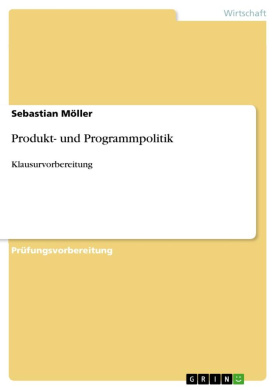 Wirtschaft
Sebastian Möller
Produkt- und Programmpolitik
Klausurvorbereitung
Prüfungsvorbereitung
GRIN